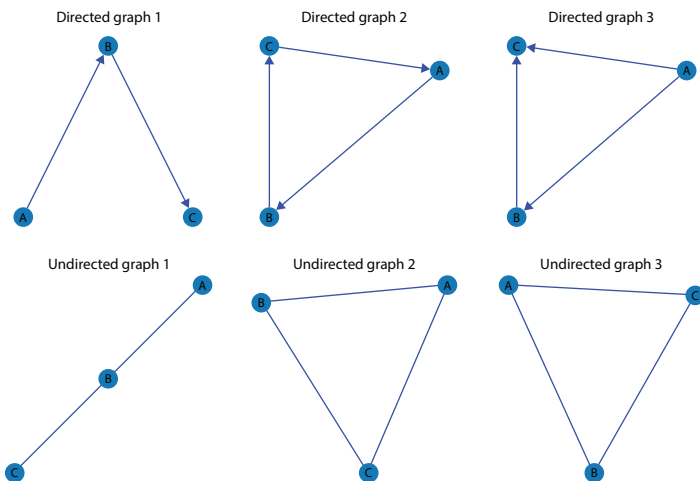 Directed graph 1
Directed graph 2
Directed graph 3
B
A
C
C
A
B
C
A
B
Undirected graph 1
Undirected graph 2
Undirected graph 3
A
B
C
B
A
C
A
C
B